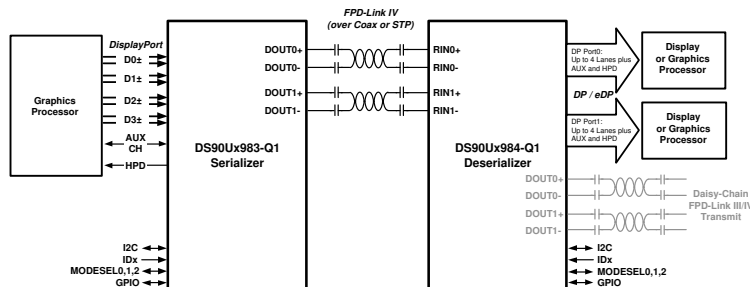 FPD-Link IV
(over Coax or STP)
DisplayPort
D0±
D1±
D2±
D3±
AUX
CH
HPD
Graphics
Processor
DOUT0+
DOUT0-
DOUT1+
DOUT1-
DS90Ux983-Q1
Serializer
I2C
IDx
MODESEL0,1,2
GPIO
RIN0+
RIN0-
RIN1+
RIN1-
DS90Ux984-Q1
Deserializer
DP Port0:
Up to 4 Lanes plus
AUX and HPD
DP / eDP
DP Port1:
Up to 4 Lanes plus
AUX and HPD
Display
or Graphics
Processor
Display
or Graphics
Processor
DOUT0+
DOUT0-
DOUT1+
DOUT1-
Daisy-Chain
FPD-Link III/IV
Transmit
I2C
IDx
MODESEL0,1,2
GPIO